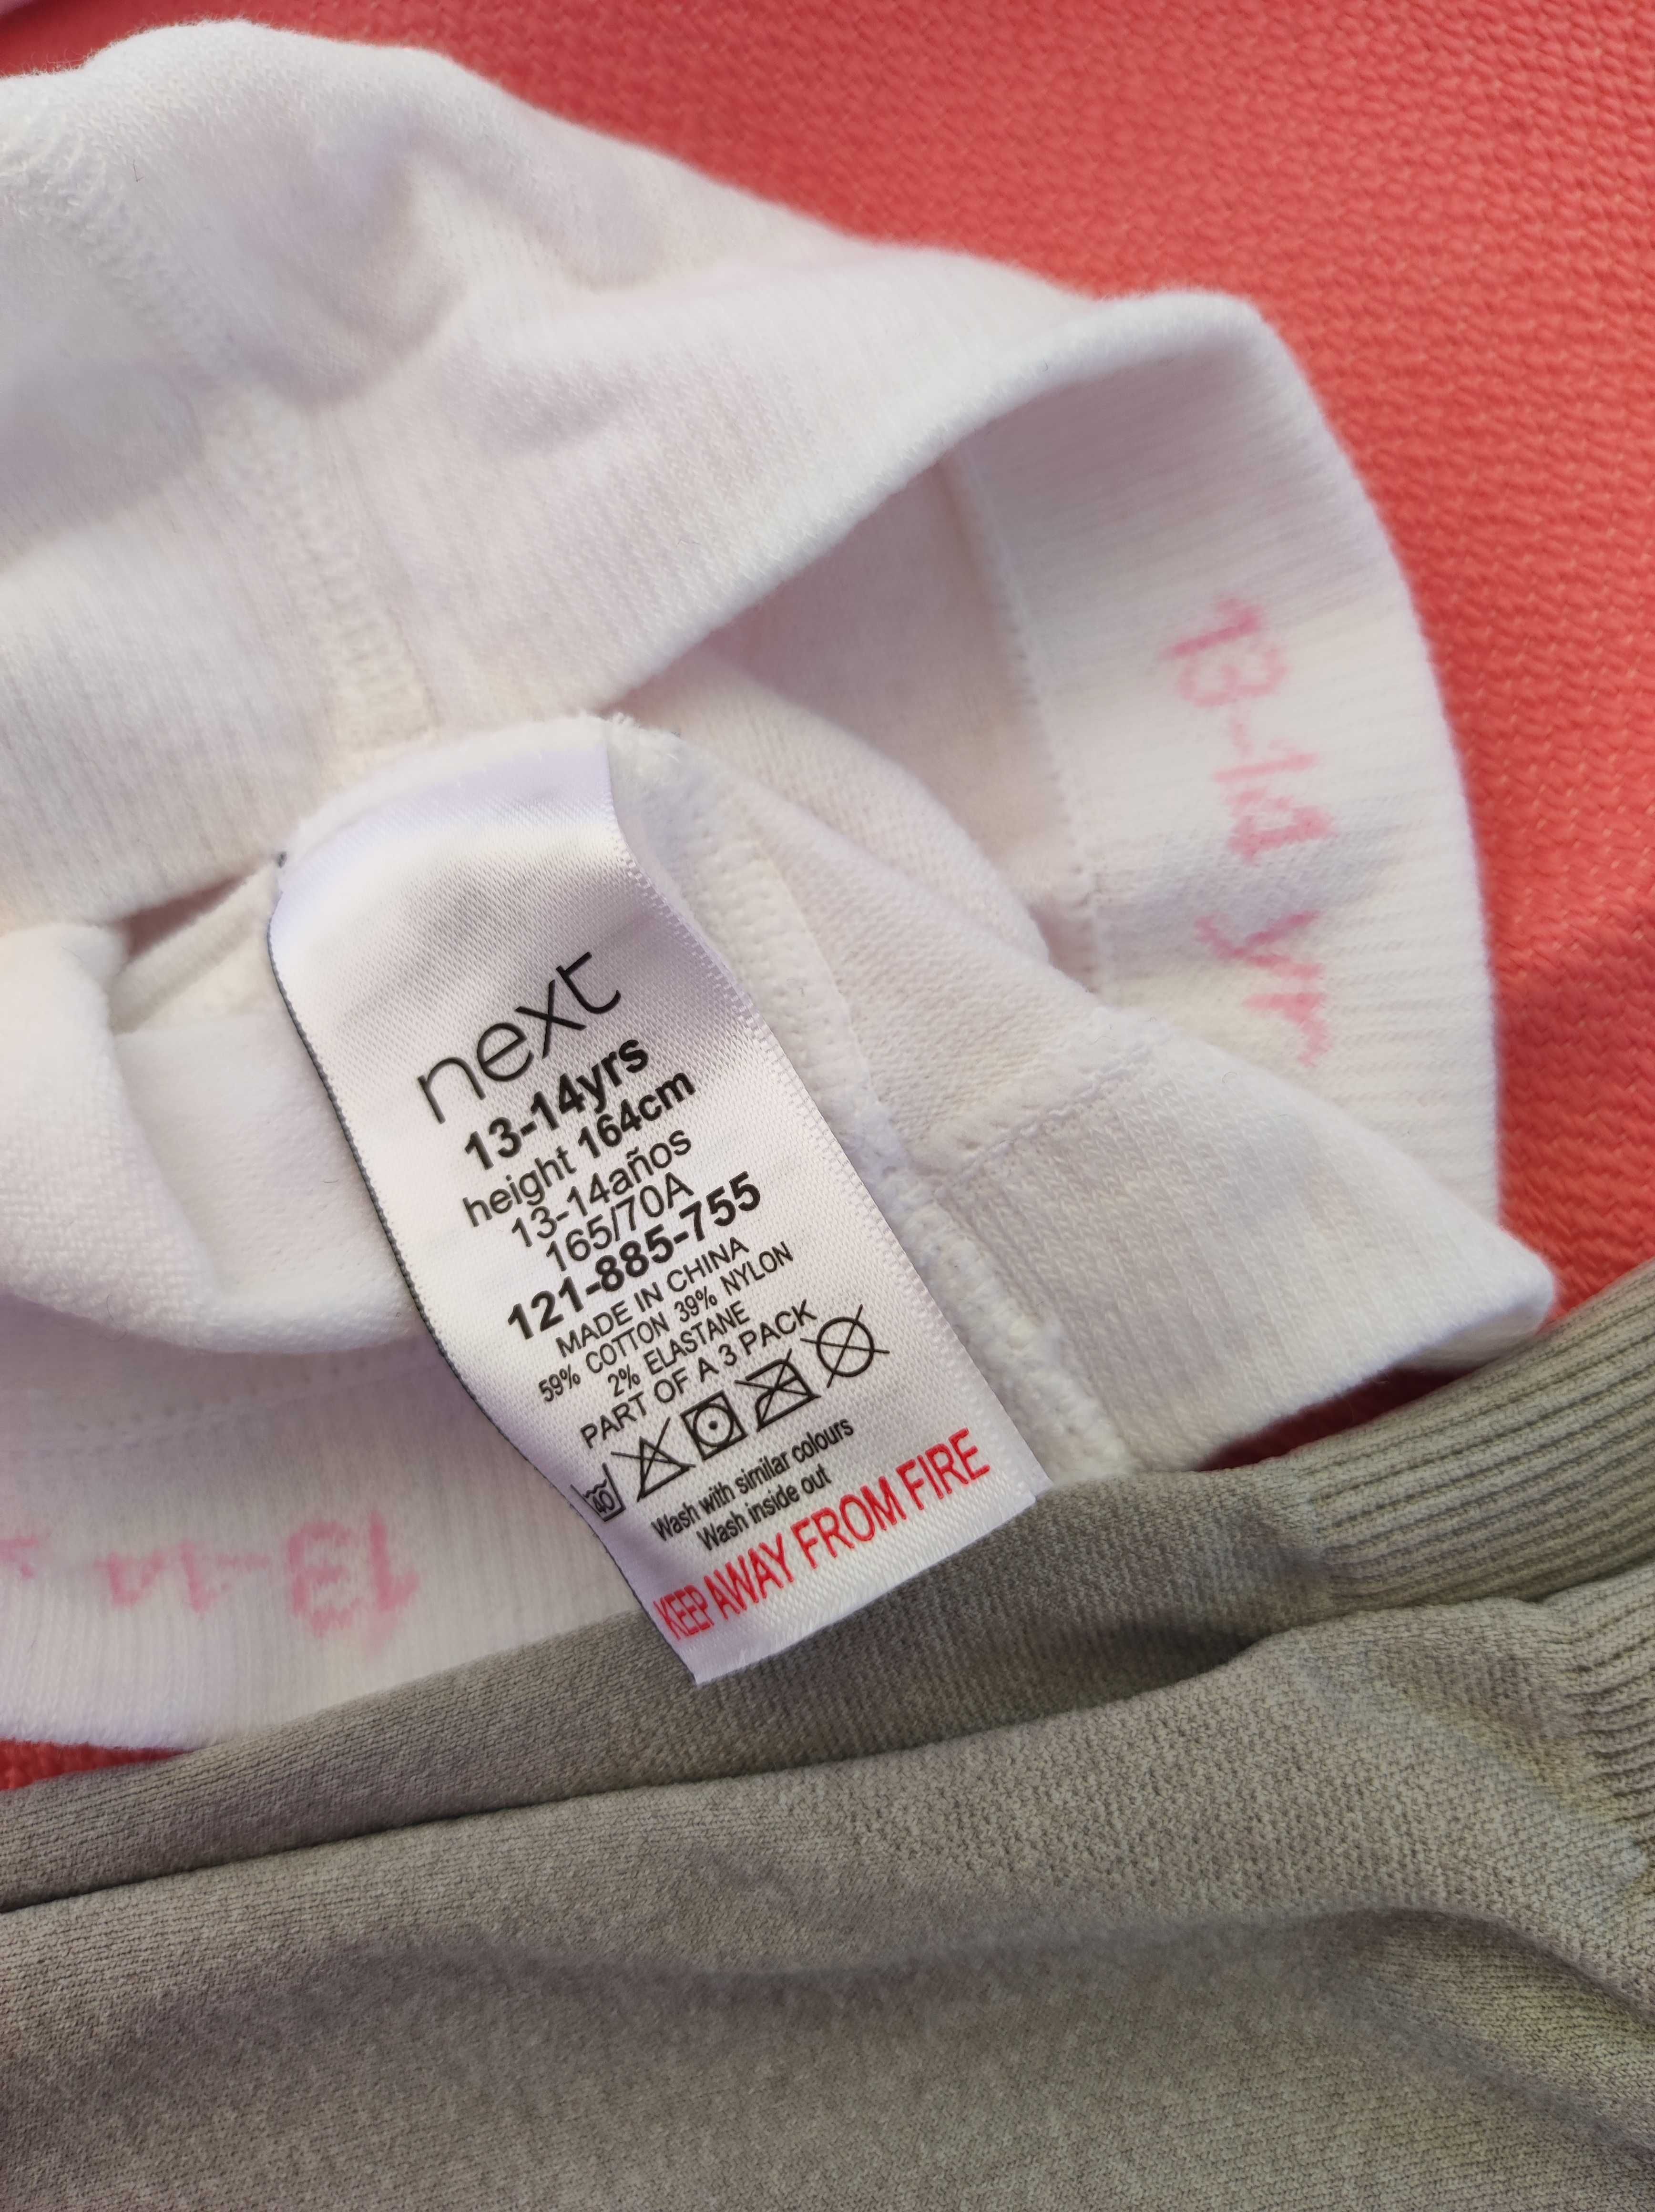 next
13-14yrs
height 164cm
13-14años
165/70A
121-885-755
MADE IN CHINA
59% COTTON 39% NYLON
2% ELASTANE
PART OF A 3 PACK
40
Wash with similar colours
Wash inside out
KEEP AWAY FROM FIRE
13-14 yr
13-14